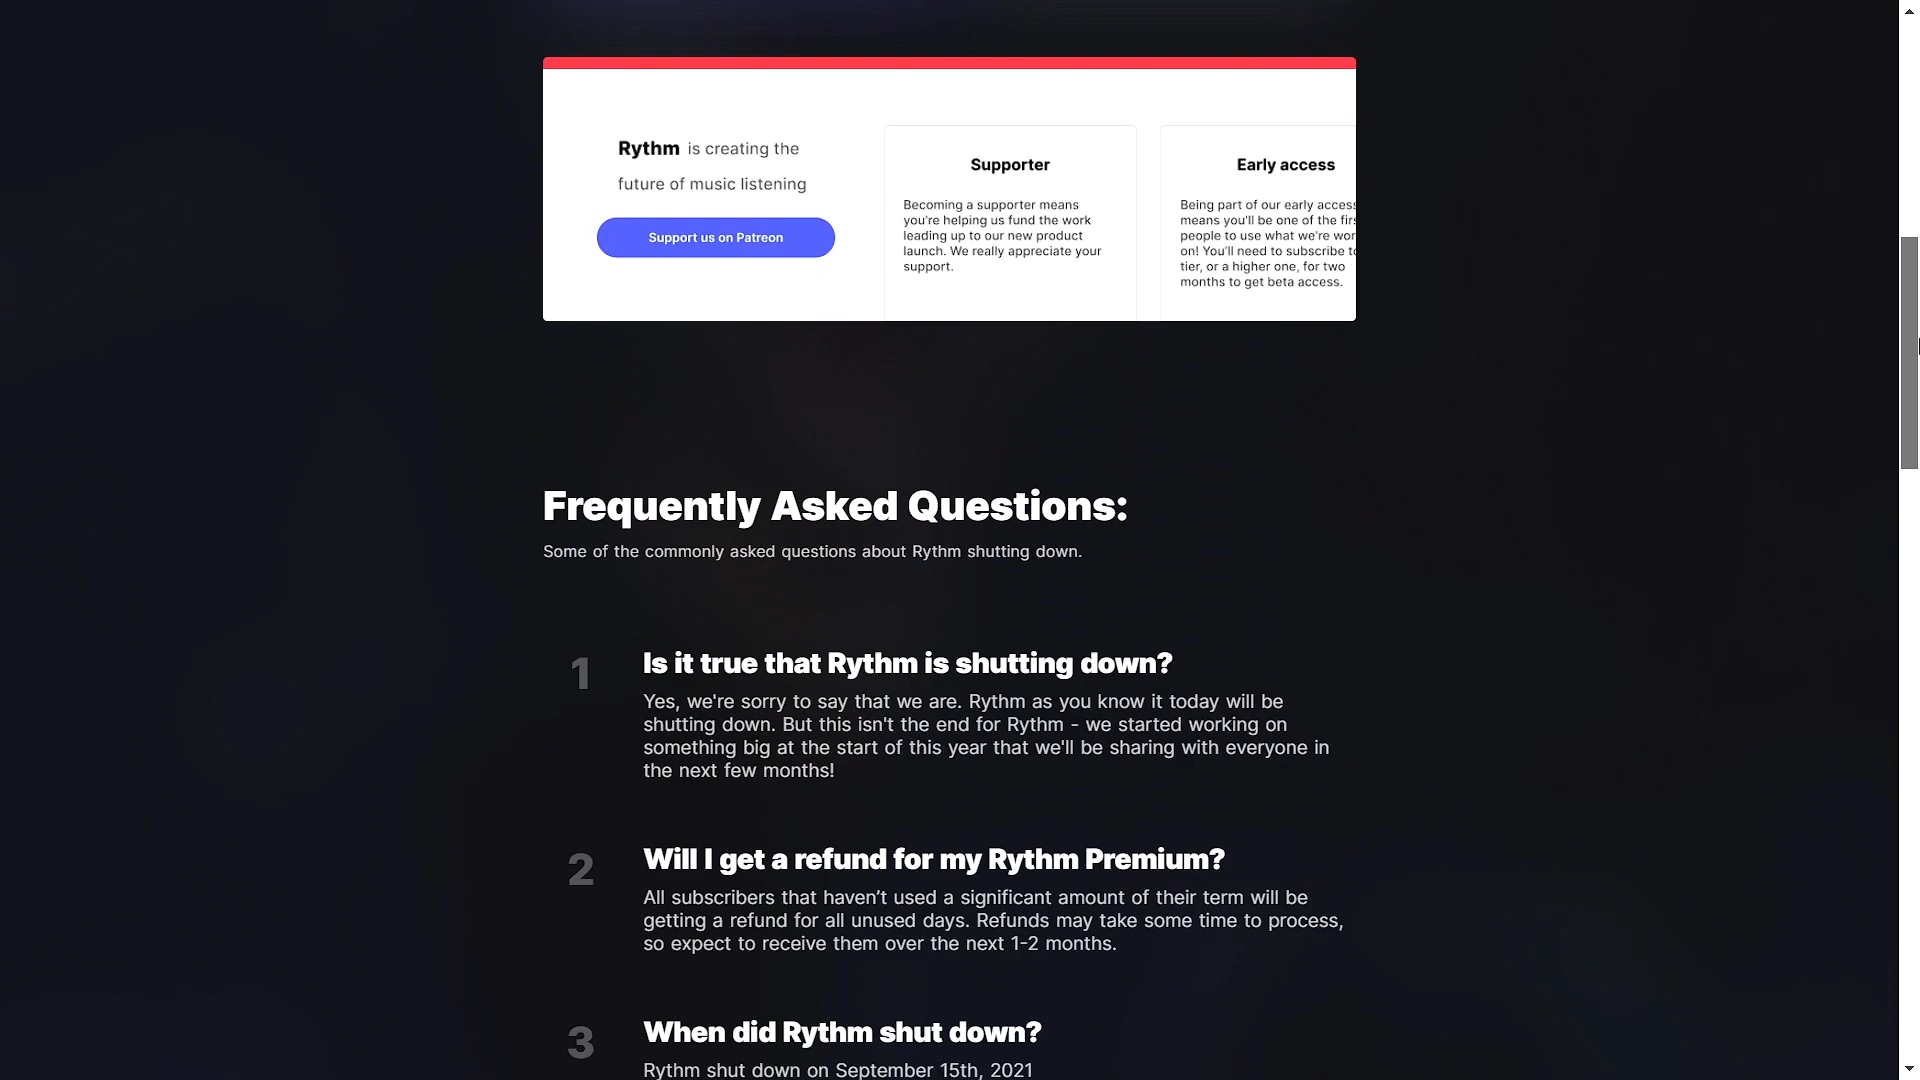 Rythm is creating the
future of music listening
Support us on Patreon
Supporter
Becoming a supporter means
you're helping us fund the work
leading up to our new product
launch. We really appreciate your
support.
Early access
Being part of our early access
means you'll be one of the
people to use what we're
on! You'll need to subscribe
tier, or a higher one, for two
months to get beta access.
Frequently Asked Questions:
Some of the commonly asked questions about Rythm shutting down.
1
Is it true that Rythm is shutting down?
Yes, we're sorry to say that we are. Rythm as you know it today will be
shutting down. But this isn't the end for Rythm - we started working on
something big at the start of this year that we'll be sharing with everyone in
the next few months!
2
Will I get a refund for my Rythm Premium?
All subscribers that haven’t used a significant amount of their term will be
getting a refund for all unused days. Refunds may take some time to process,
so expect to receive them over the next 1-2 months.
3
When did Rythm shut down?
Rythm shut down on September 15th, 2021